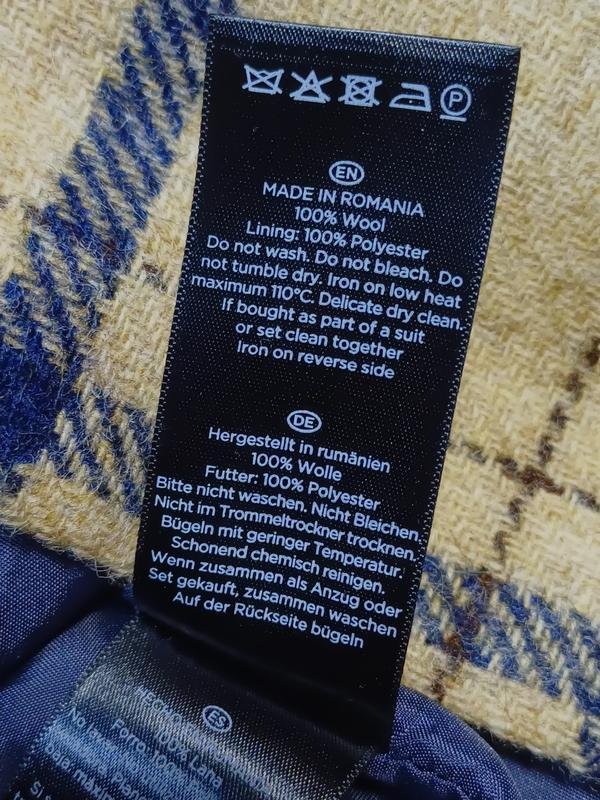 P
EN
MADE IN ROMANIA
100% Wool
Lining: 100% Polyester
Do not wash. Do not bleach. Do
not tumble dry. Iron on low heat
maximum 110°C. Delicate dry clean.
If bought as part of a suit
or set clean together
Iron on reverse side
DE
Hergestellt in rumänien
100% Wolle
Futter: 100% Polyester
Bitte nicht waschen. Nicht Bleichen.
Nicht im Trommeltrockner trocknen.
Bügeln mit geringer Temperatur.
Schonend chemisch reinigen.
Wenn zusammen als Anzug oder
Set gekauft, zusammen waschen
Auf der Rückseite bügeln
ES
100% Lana
Forro: 100%